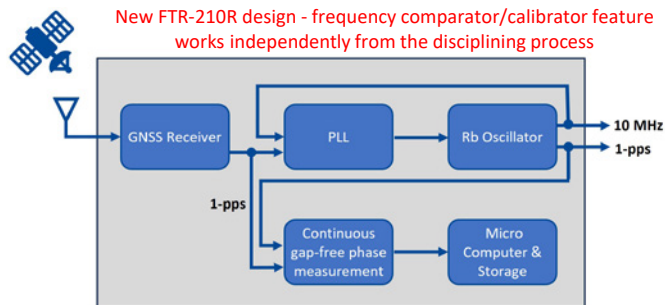 New FTR-210R design - frequency comparator/calibrator feature
works independently from the disciplining process
GNSS Receiver
PLL
Rb Oscillator
10 MHz
1-pps
1-pps
Continuous
gap-free phase
measurement
Micro
Computer &
Storage